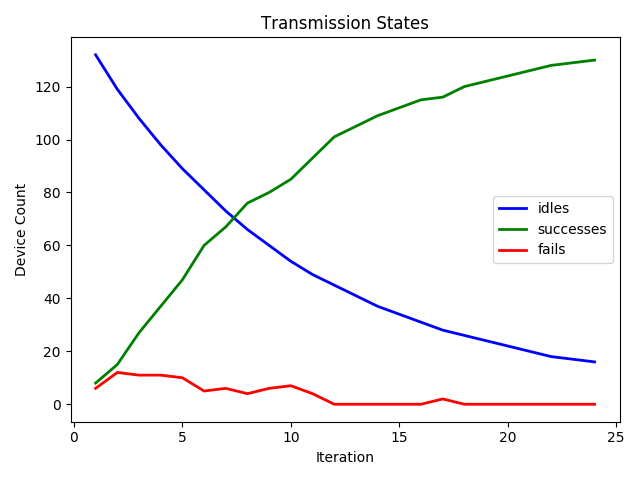 Transmission States
Device Count
120
100
80
60
40
20
0
idles
successes
fails
0 5 10 15 20 25
Iteration